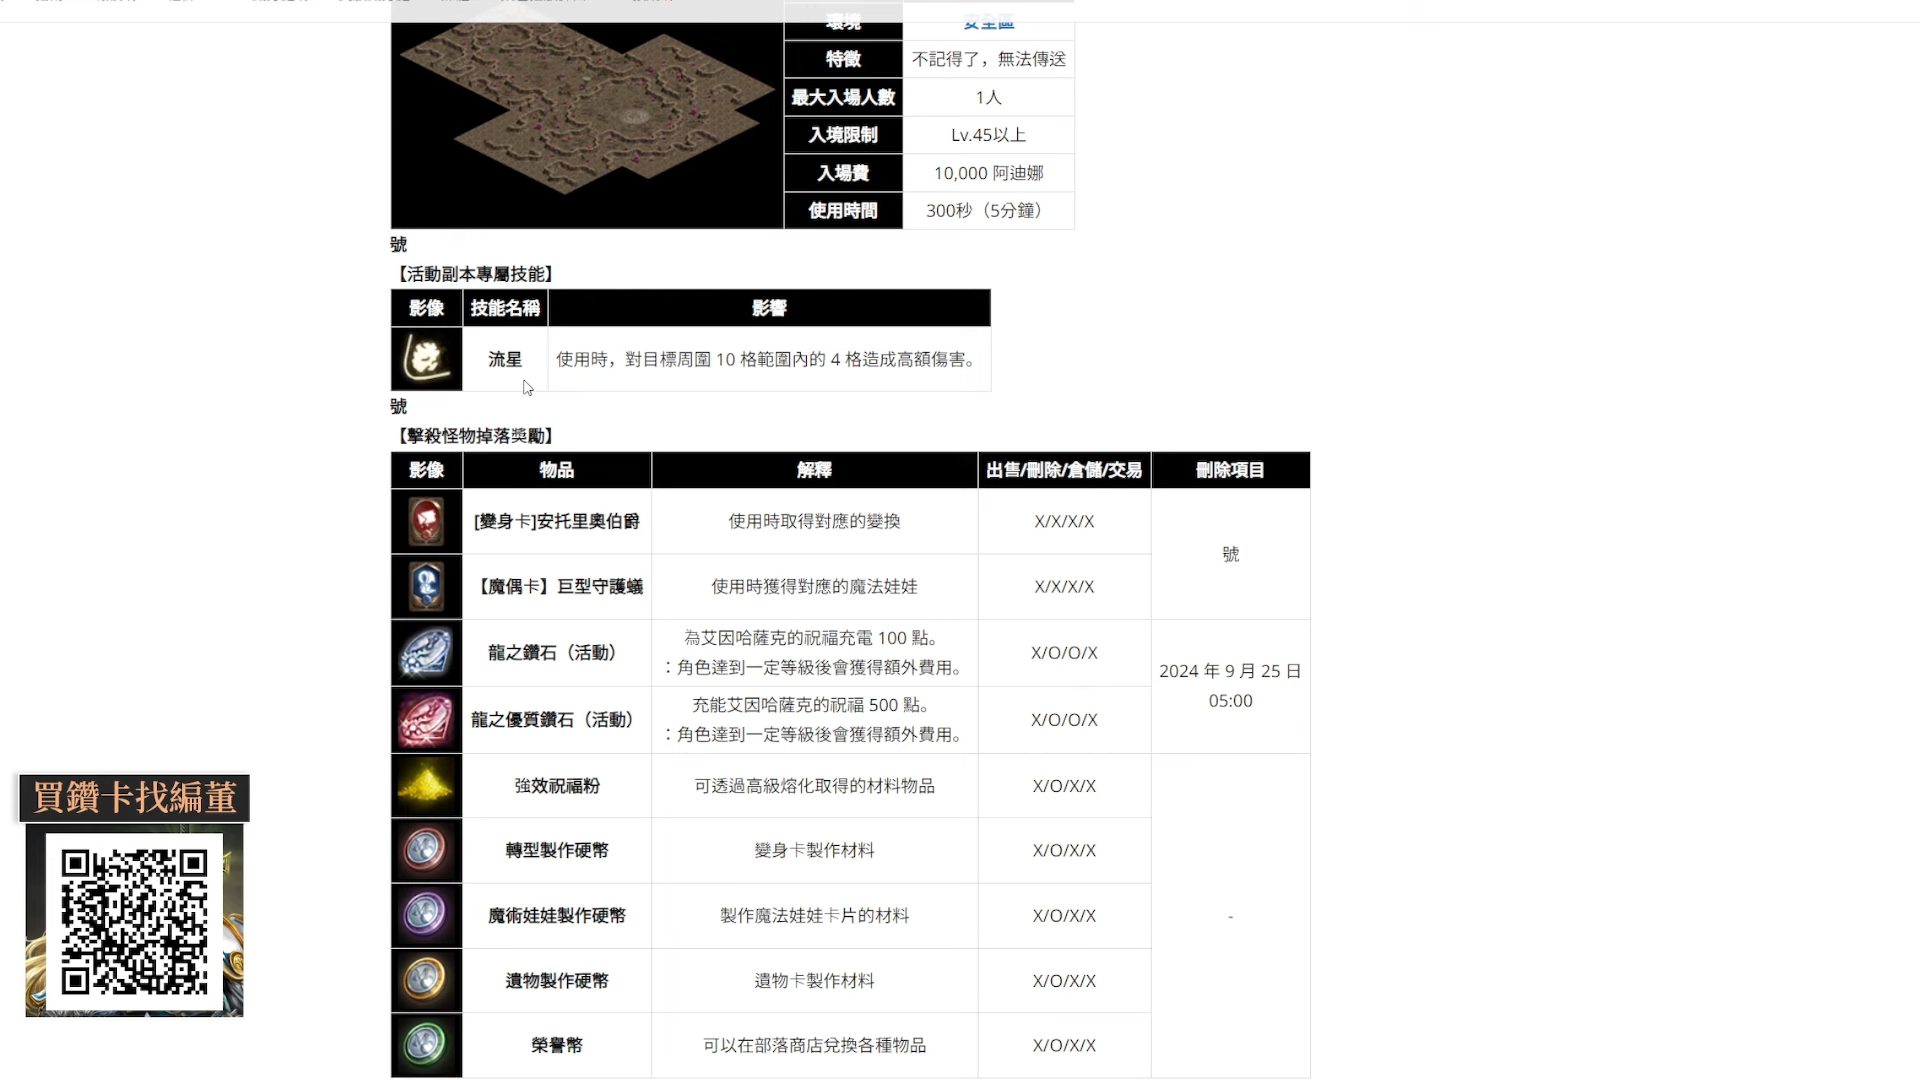 環境 安全區
特徵 不記得了，無法傳送
最大入場人數 1人
入境限制 Lv.45以上
入場費 10,000 阿迪娜
使用時間 300秒（5分鐘）
號
【活動副本專屬技能】
影像 技能名稱 影響
流星 使用時，對目標周圍 10 格範圍內的 4 格造成高額傷害。
號
【擊殺怪物掉落獎勵】
影像 物品 解釋 出售/刪除/倉儲/交易 刪除項目
[變身卡]安托里奧伯爵 使用時取得對應的變換 X/X/X/X
號
【魔偶卡】巨型守護蟻 使用時獲得對應的魔法娃娃 X/X/X/X
龍之鑽石（活動） 為艾因哈薩克的祝福充電 100 點。
：角色達到一定等級後會獲得額外費用。 X/O/O/X
2024 年 9 月 25 日
05:00
龍之優質鑽石（活動） 充能艾因哈薩克的祝福 500 點。
：角色達到一定等級後會獲得額外費用。 X/O/O/X
強效祝福粉 可透過高級熔化取得的材料物品 X/O/X/X
轉型製作硬幣 變身卡製作材料 X/O/X/X
魔術娃娃製作硬幣 製作魔法娃娃卡片的材料 X/O/X/X
-
遺物製作硬幣 遺物卡製作材料 X/O/X/X
榮譽幣 可以在部落商店兌換各種物品 X/O/X/X
買鑽卡找編董